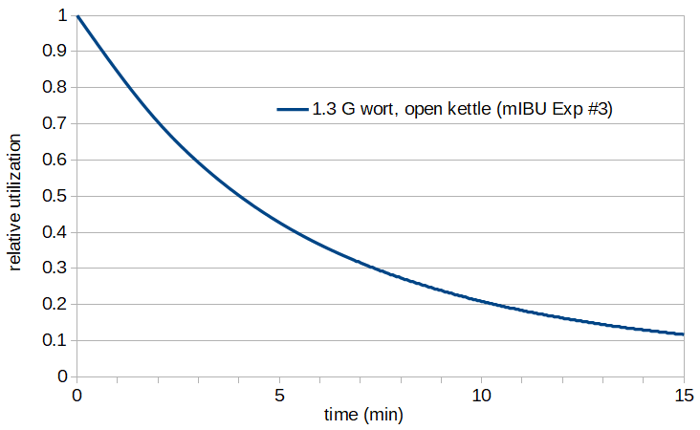 1
0.9
0.8
0.7
0.6
0.5
0.4
0.3
0.2
0.1
0
relative utilization
1.3 G wort, open kettle (mIBU Exp #3)
0 5 10 15
time (min)